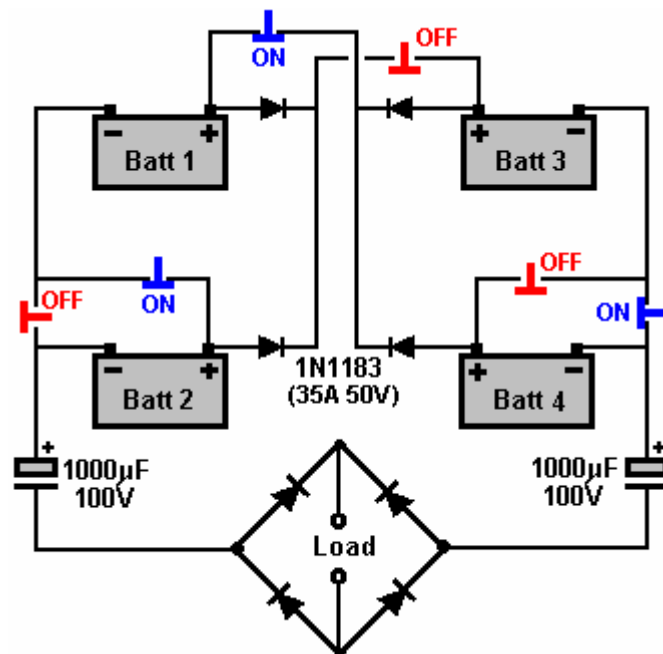 ON
OFF
- +
Batt 1
+ -
Batt 3
OFF
ON
OFF
ON
- +
Batt 2
1N1183
(35A 50V)
+ -
Batt 4
+
1000µF
100V
+
1000µF
100V
Load